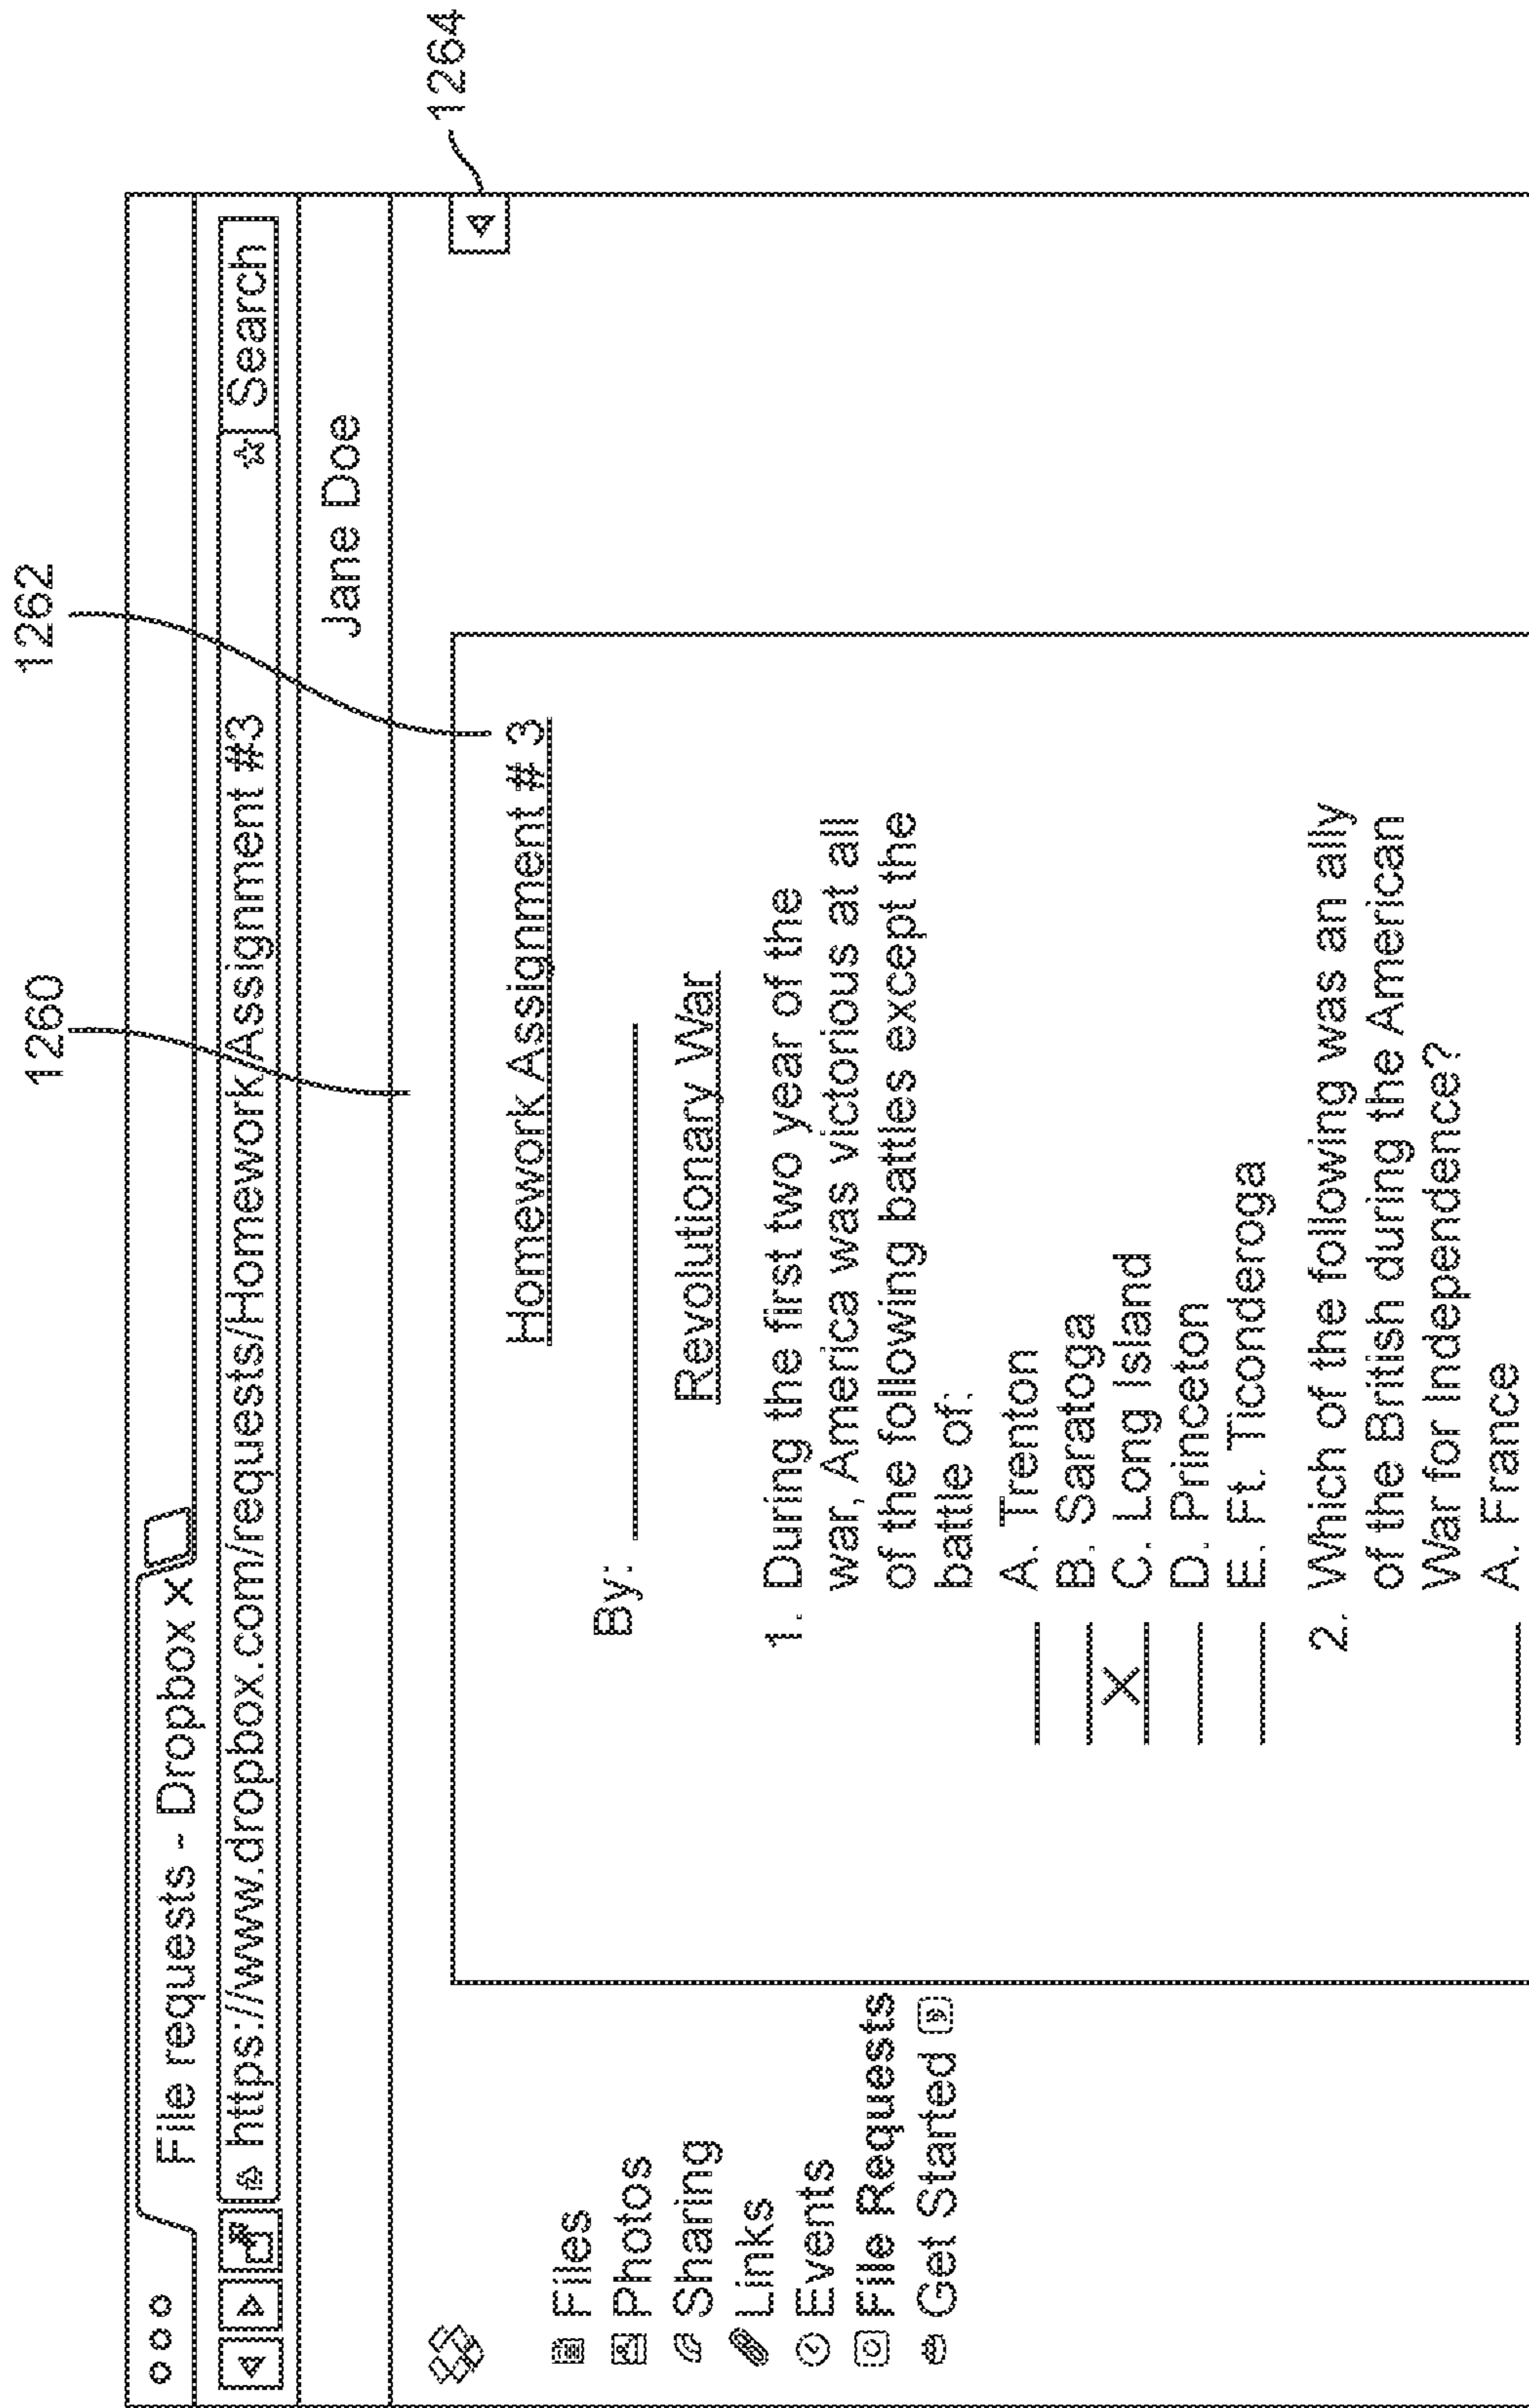 1260
1262
File requests - Dropbox x
https://www.dropbox.com/requests/HomeworkAssignment #3
Search
Jane Doe
1264
Files
Photos
Sharing
Links
Events
File Requests
Get Started
Homework Assignment # 3
By:
Revolutionary War
1. During the first two year of the
war, America was victorious at all
of the following battles except the
battle of:
A. Trenton
B. Saratoga
X C. Long Island
D. Princeton
E. Ft. Ticonderoga
2. Which of the following was an ally
of the British during the American
War for Independence?
A. France